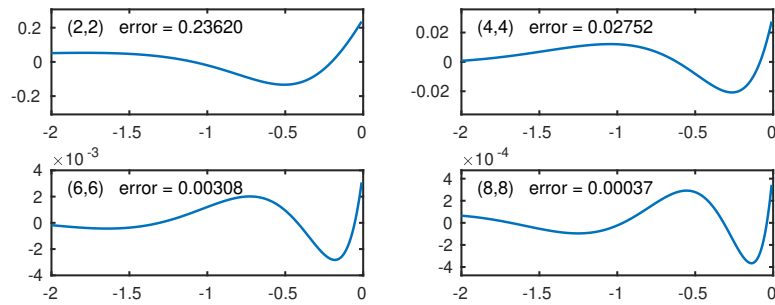 (2,2) error = 0.23620
0.2
0
-0.2
-2 -1.5 -1 -0.5 0
(4,4) error = 0.02752
0.02
0
-0.02
-2 -1.5 -1 -0.5 0
×10⁻³
(6,6) error = 0.00308
4
2
0
-2
-4
-2 -1.5 -1 -0.5 0
×10⁻⁴
(8,8) error = 0.00037
4
2
0
-2
-4
-2 -1.5 -1 -0.5 0